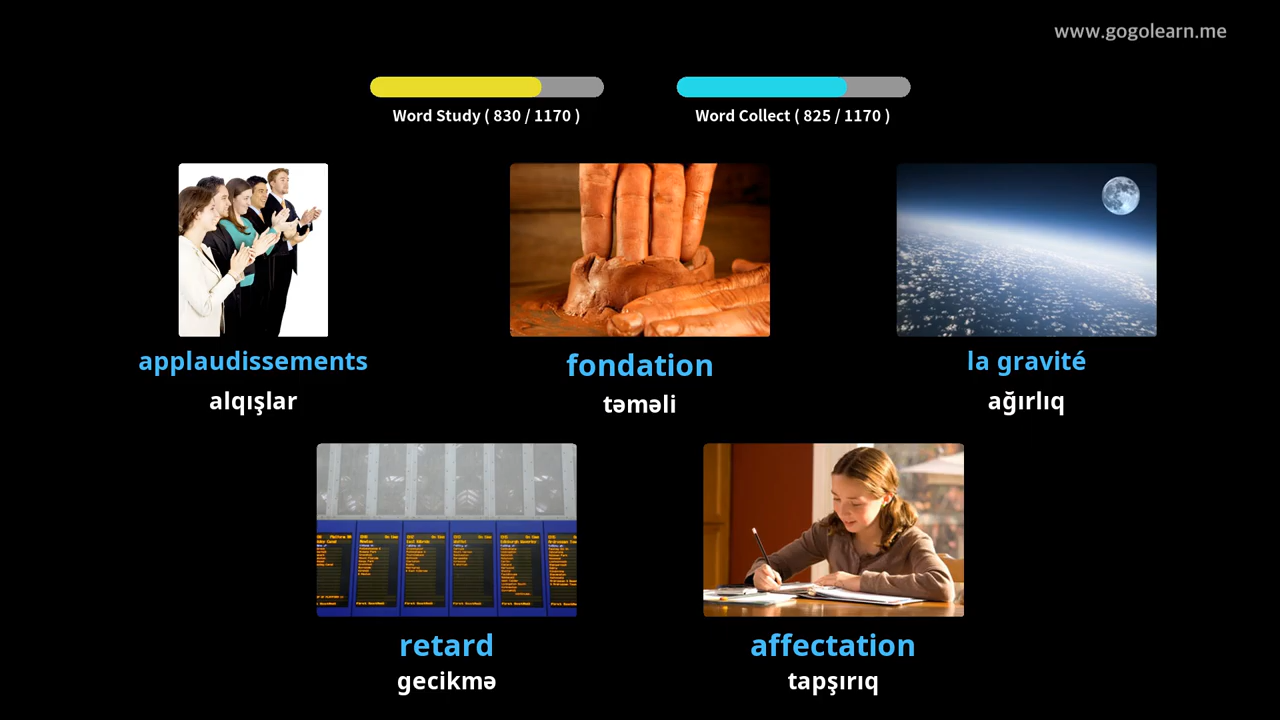 www.gogolearn.me
Word Study ( 830 / 1170 )
Word Collect ( 825 / 1170 )
applaudissements
alqışlar
fondation
təməli
la gravité
ağırlıq
retard
gecikmə
affectation
tapşırıq